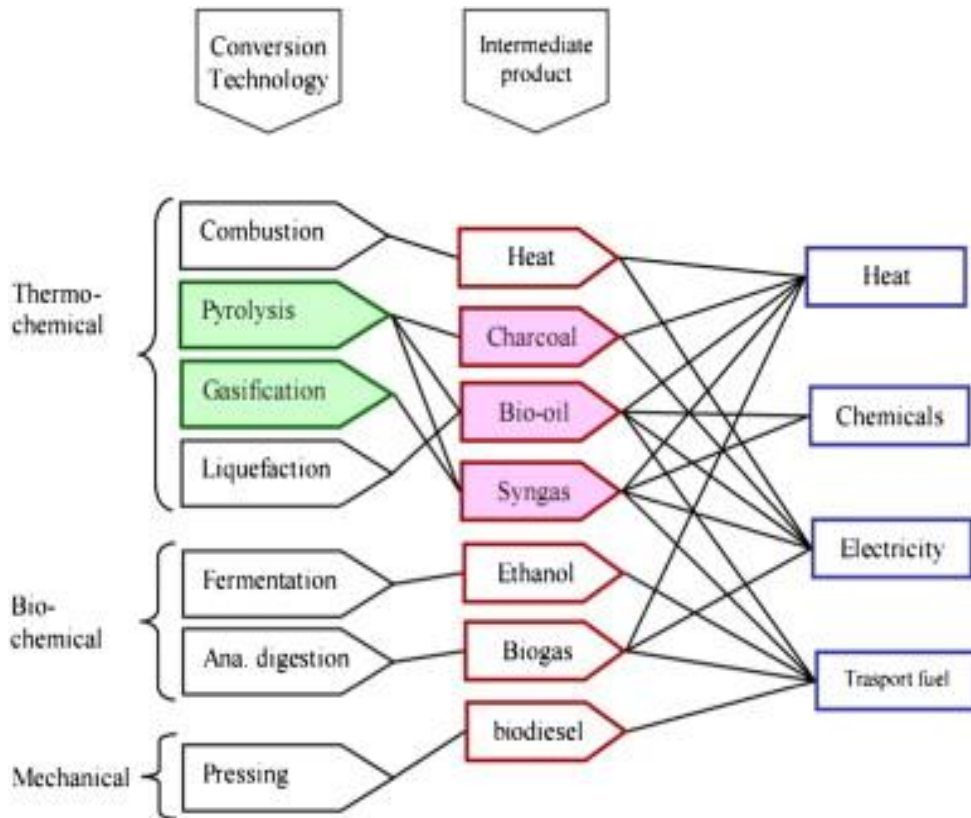 Conversion
Technology
Intermediate
product
Thermo-
chemical
Combustion
Pyrolysis
Gasification
Liquefaction
Heat
Charcoal
Bio-oil
Syngas
Heat
Chemicals
Electricity
Trasport fuel
Bio-
chemical
Fermentation
Ana. digestion
Ethanol
Biogas
biodiesel
Mechanical
Pressing